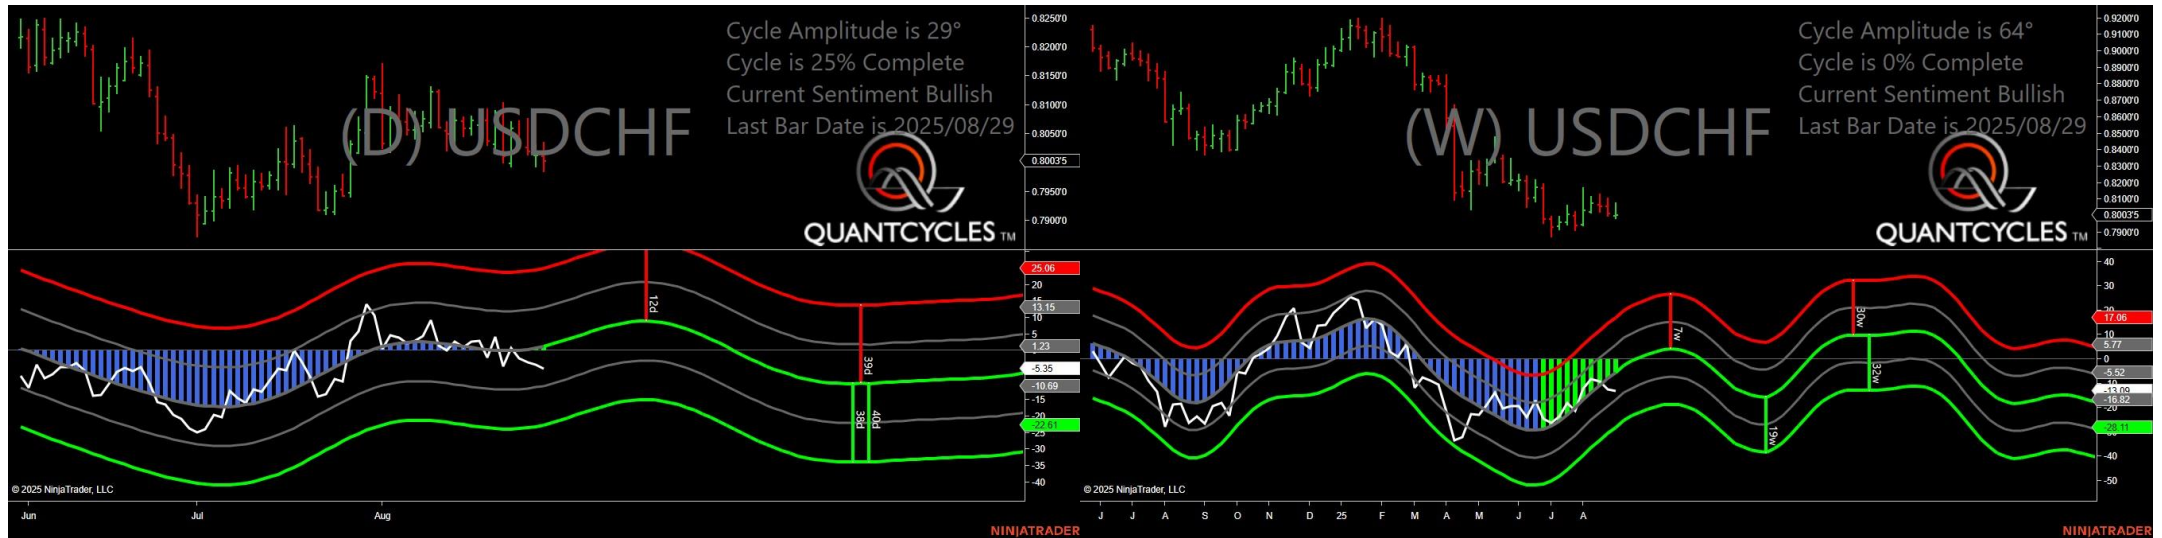 Cycle Amplitude is 29°
Cycle is 25% Complete
Current Sentiment Bullish
Last Bar Date is 2025/08/29
(D) USDCHF
QUANTCYCLES TM
0.8250'0
0.8200'0
0.8150'0
0.8100'0
0.8050'0
0.8003'5
0.7950'0
0.7900'0
25.06
20
15
13.15
10
5
1.23
-5.35
-10.69
-15
-20
-22.61
-25
-30
-35
-40
12d
39d
38d
40d
© 2025 NinjaTrader, LLC
Jun
Jul
Aug
NINJATRADER
Cycle Amplitude is 64°
Cycle is 0% Complete
Current Sentiment Bullish
Last Bar Date is 2025/08/29
(W) USDCHF
QUANTCYCLES TM
0.9200'0
0.9100'0
0.9000'0
0.8900'0
0.8800'0
0.8700'0
0.8600'0
0.8500'0
0.8400'0
0.8300'0
0.8200'0
0.8100'0
0.8003'5
0.7900'0
40
30
20
17.06
10
5.77
0
-5.52
-13.09
-16.82
-20
-28.11
-40
-50
7w
19w
30w
32w
© 2025 NinjaTrader, LLC
J
J
A
S
O
N
D
25
F
M
A
M
J
J
A
NINJATRADER